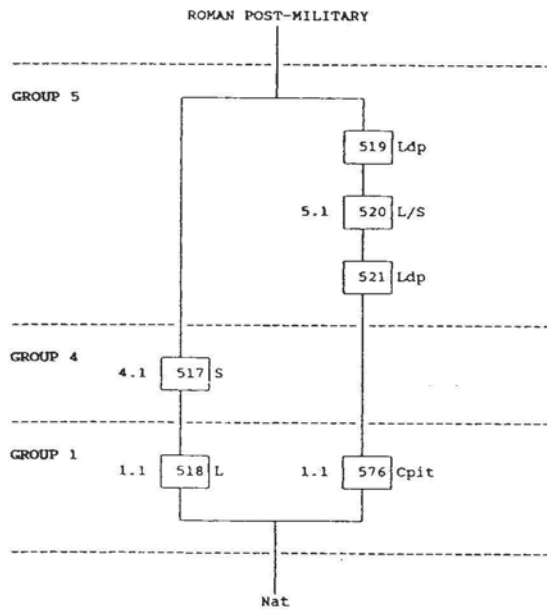 ROMAN POST-MILITARY
GROUP 5
519 Ldp
5.1 520 L/S
521 Ldp
GROUP 4
4.1 517 S
GROUP 1
1.1 518 L 1.1 576 Cpit
Nat